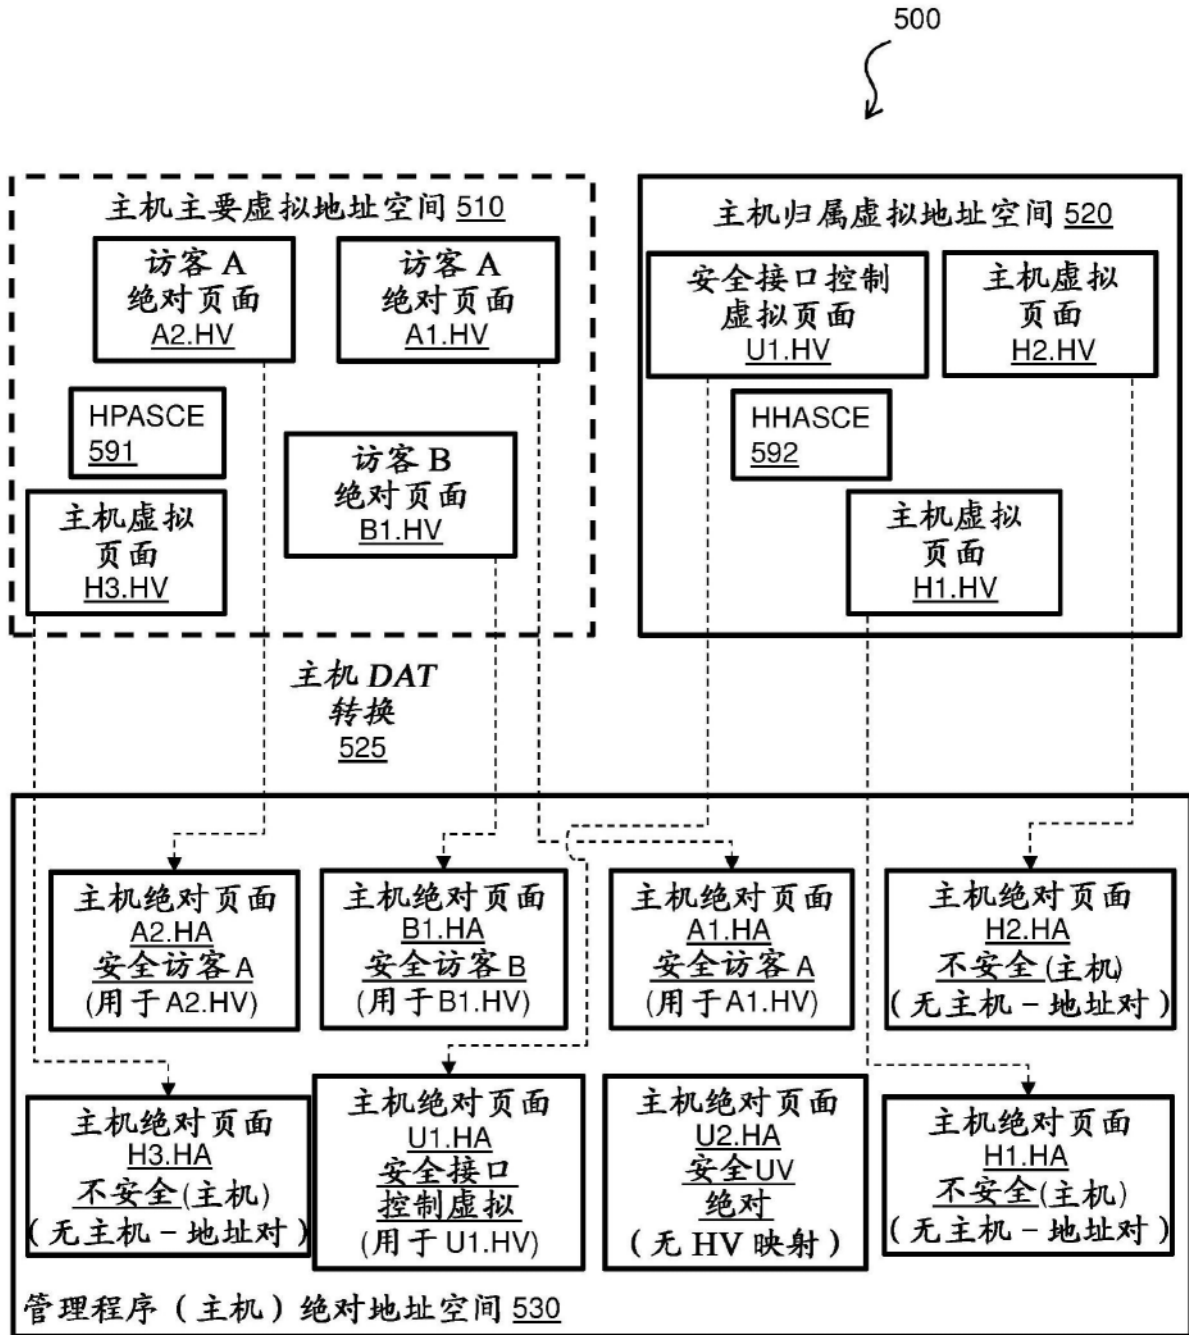 500
主机主要虚拟地址空间 510
访客 A
绝对页面
A2.HV
访客 A
绝对页面
A1.HV
HPASCE
591
访客 B
绝对页面
B1.HV
主机虚拟
页面
H3.HV
主机归属虚拟地址空间 520
安全接口控制
虚拟页面
U1.HV
主机虚拟
页面
H2.HV
HHASCE
592
主机虚拟
页面
H1.HV
主机 DAT
转换
525
主机绝对页面
A2.HA
安全访客 A
(用于 A2.HV)
主机绝对页面
B1.HA
安全访客 B
(用于 B1.HV)
主机绝对页面
A1.HA
安全访客 A
(用于 A1.HV)
主机绝对页面
H2.HA
不安全 (主机)
(无主机－地址对)
主机绝对页面
H3.HA
不安全 (主机)
(无主机－地址对)
主机绝对页面
U1.HA
安全接口
控制虚拟
(用于 U1.HV)
主机绝对页面
U2.HA
安全 UV
绝对
(无 HV 映射)
主机绝对页面
H1.HA
不安全 (主机)
(无主机－地址对)
管理程序（主机）绝对地址空间 530